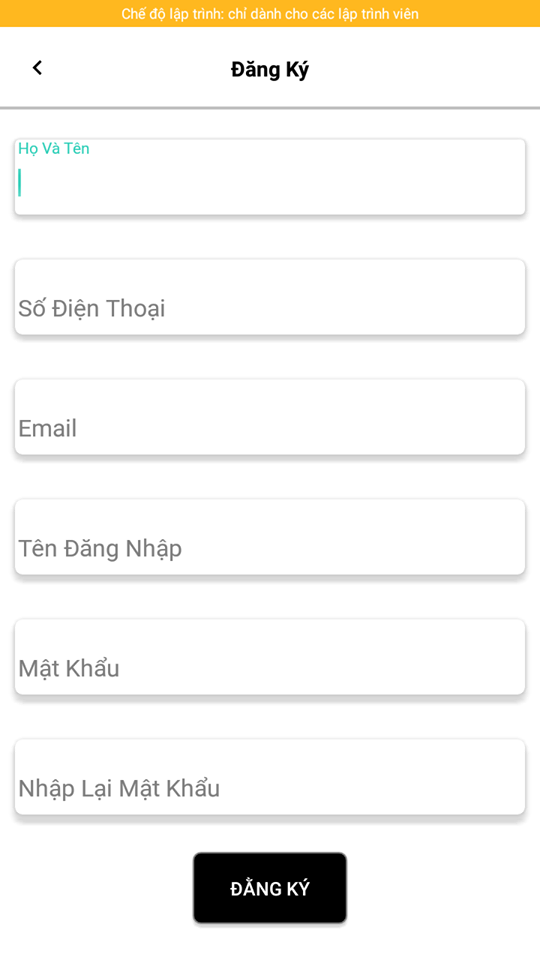 Chế độ lập trình: chỉ dành cho các lập trình viên
Đăng Ký
Họ Và Tên
Số Điện Thoại
Email
Tên Đăng Nhập
Mật Khẩu
Nhập Lại Mật Khẩu
ĐẰNG KÝ